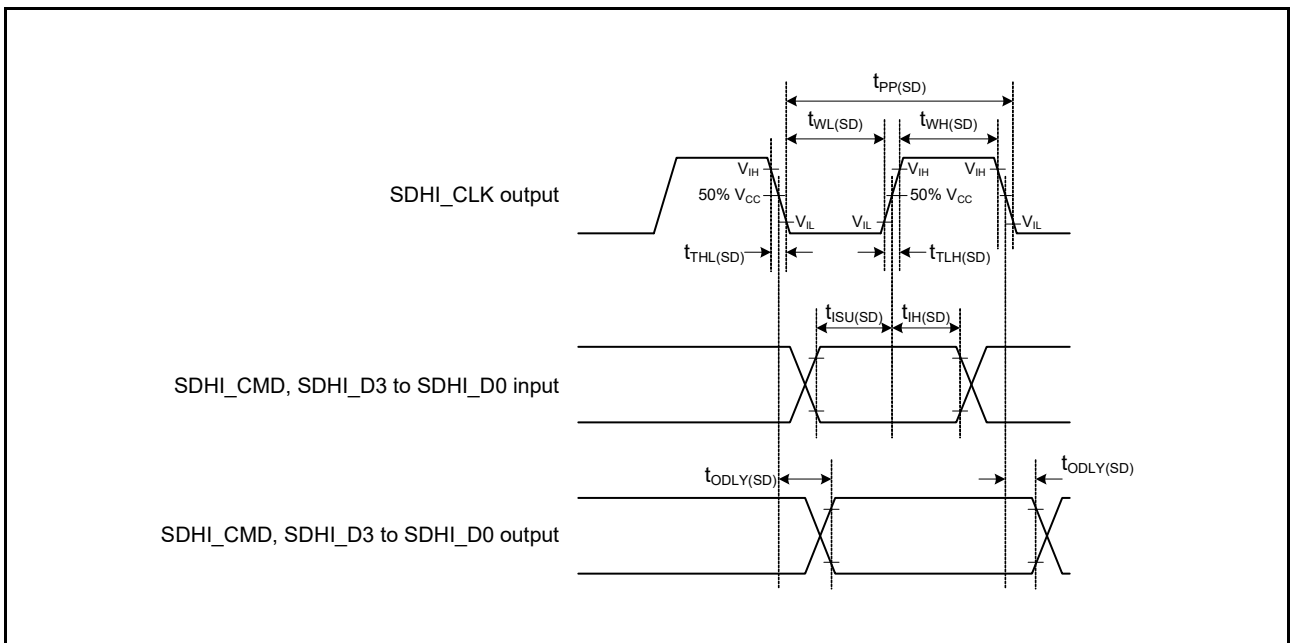 tPP(SD)
tWL(SD) tWH(SD)
VIH VIH VIH
SDHI_CLK output 50% VCC 50% VCC
VIL VIL VIL
tTHL(SD) tTLH(SD)
tISU(SD) tIH(SD)
SDHI_CMD, SDHI_D3 to SDHI_D0 input
tODLY(SD) tODLY(SD)
SDHI_CMD, SDHI_D3 to SDHI_D0 output